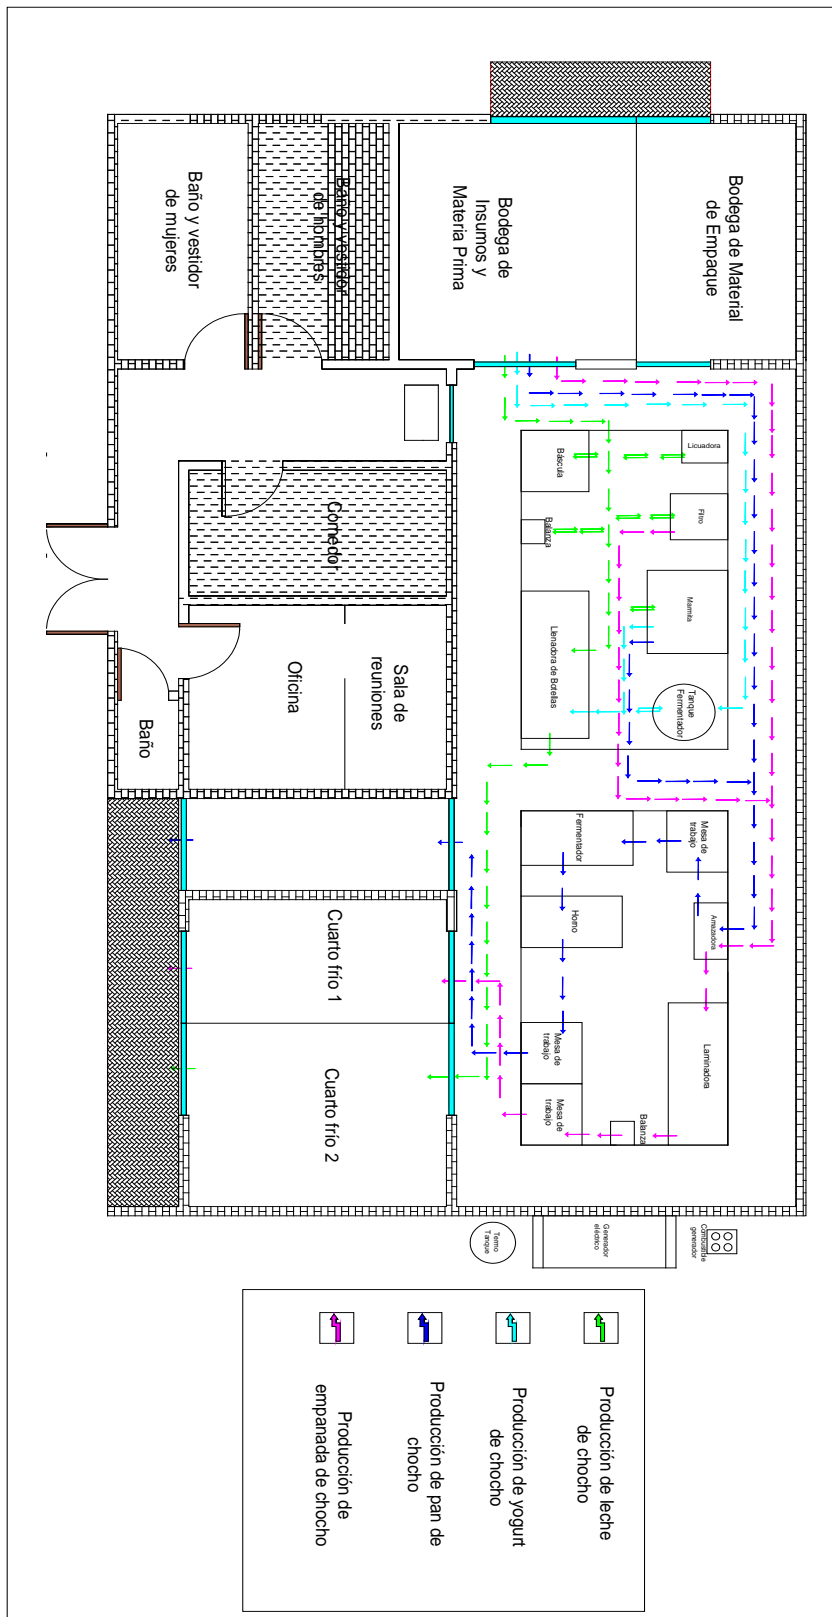 Bodega de Material
de Empaque
Bodega de
Insumos y
Materia Prima
Baño y vestidor
de hombres
Baño y vestidor
de mujeres
Licuadora
Báscula
Filtro
Balanza
Marmita
Llenadora de Botellas
Tanque
Fermentador
Comedor
Sala de
reuniones
Oficina
Baño
Mesa de
trabajo
Fermentador
Amazadora
Horno
Laminadora
Mesa de
trabajo
Mesa de
trabajo
Balanza
Cuarto frío 1
Cuarto frío 2
Combustible
generador
Generador
eléctrico
Termo
Tanque
Producción de leche
de chocho
Producción de yogurt
de chocho
Producción de pan de
chocho
Producción de
empanada de chocho